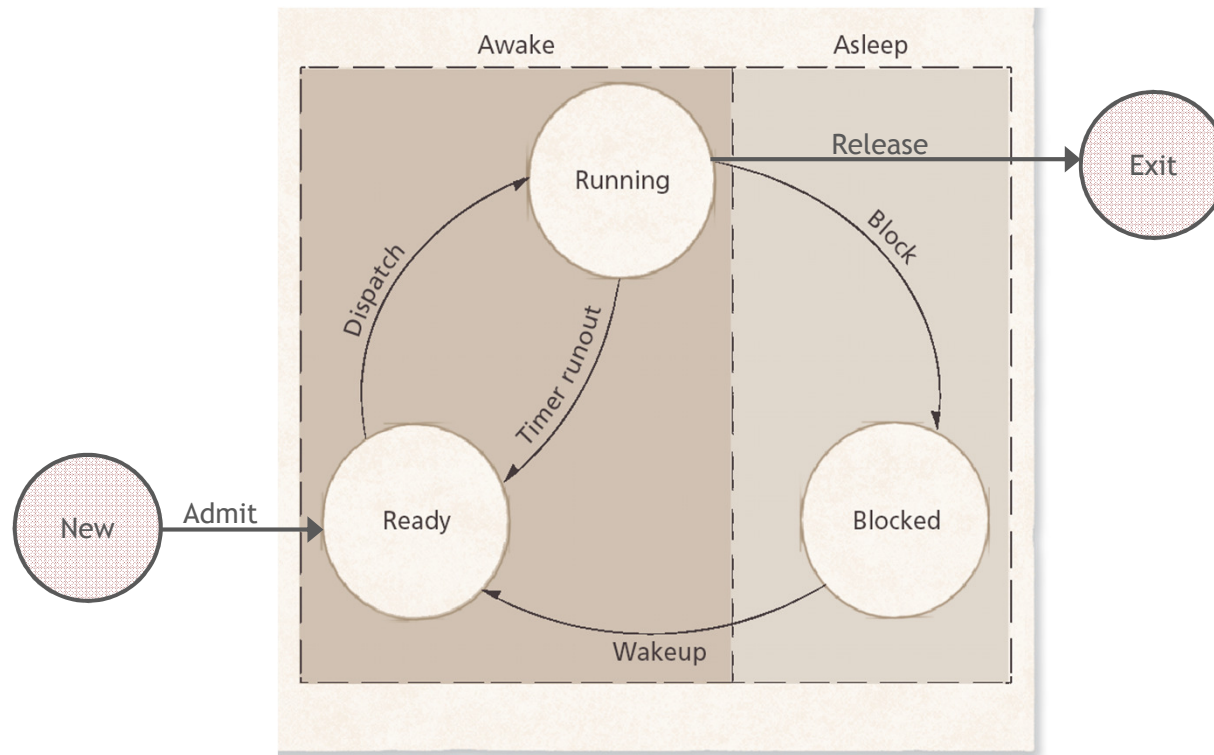 Awake
Asleep
Release
Exit
Running
Block
Dispatch
Timer runout
New
Admit
Ready
Blocked
Wakeup